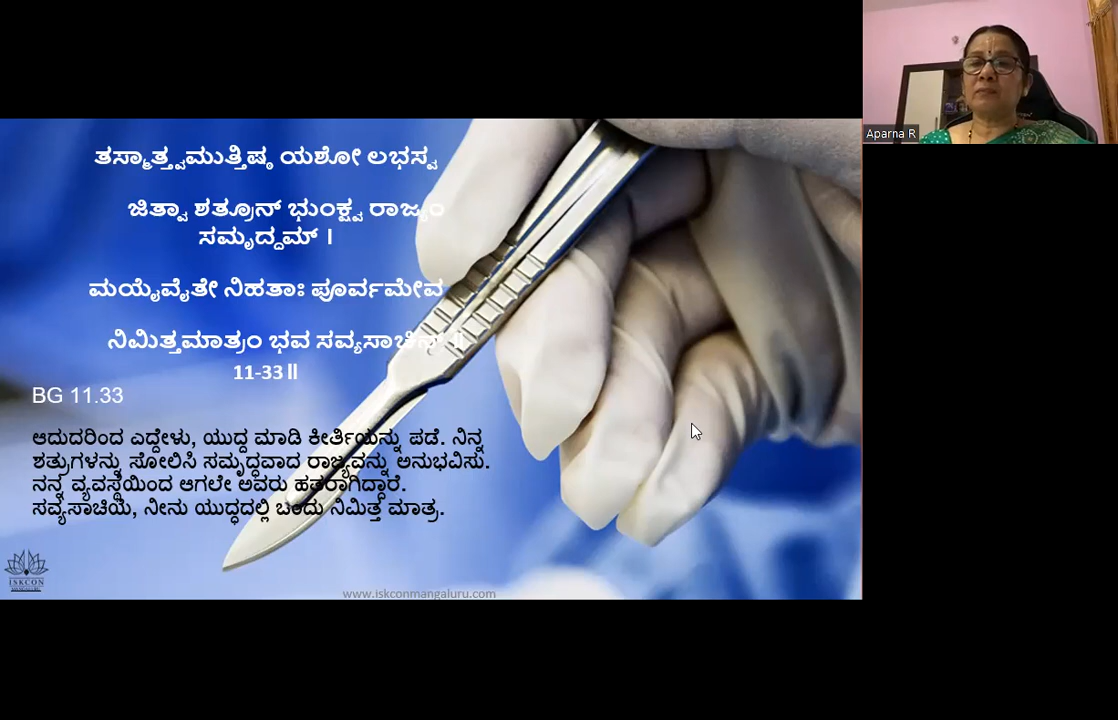 ತಸ್ಮಾತ್ತ್ವಮುತ್ತಿಷ್ಠ ಯಶೋ ಲಭಸ್ವ
ಜಿತ್ವಾ ಶತ್ರೂನ್ ಭುಂಕ್ಷ್ವ ರಾಜ್ಯಂ
ಸಮೃದ್ಧಮ್ ।
ಮಯೈವೈತೇ ನಿಹತಾಃ ಪೂರ್ವಮೇವ
ನಿಮಿತ್ತಮಾತ್ರಂ ಭವ ಸವ್ಯಸಾಚಿನ್ ॥
11-33॥
BG 11.33
ಆದುದರಿಂದ ಎದ್ದೇಳು, ಯುದ್ಧ ಮಾಡಿ ಕೀರ್ತಿಯನ್ನು ಪಡೆ. ನಿನ್ನ
ಶತ್ರುಗಳನ್ನು ಸೋಲಿಸಿ ಸಮೃದ್ಧವಾದ ರಾಜ್ಯವನ್ನು ಅನುಭವಿಸು.
ನನ್ನ ವ್ಯವಸ್ಥೆಯಿಂದ ಆಗಲೇ ಅವರು ಹತರಾಗಿದ್ದಾರೆ.
ಸವ್ಯಸಾಚಿಯೆ, ನೀನು ಯುದ್ಧದಲ್ಲಿ ಒಂದು ನಿಮಿತ್ತ ಮಾತ್ರ.
ISKCON
www.iskconmangaluru.com
Aparna R